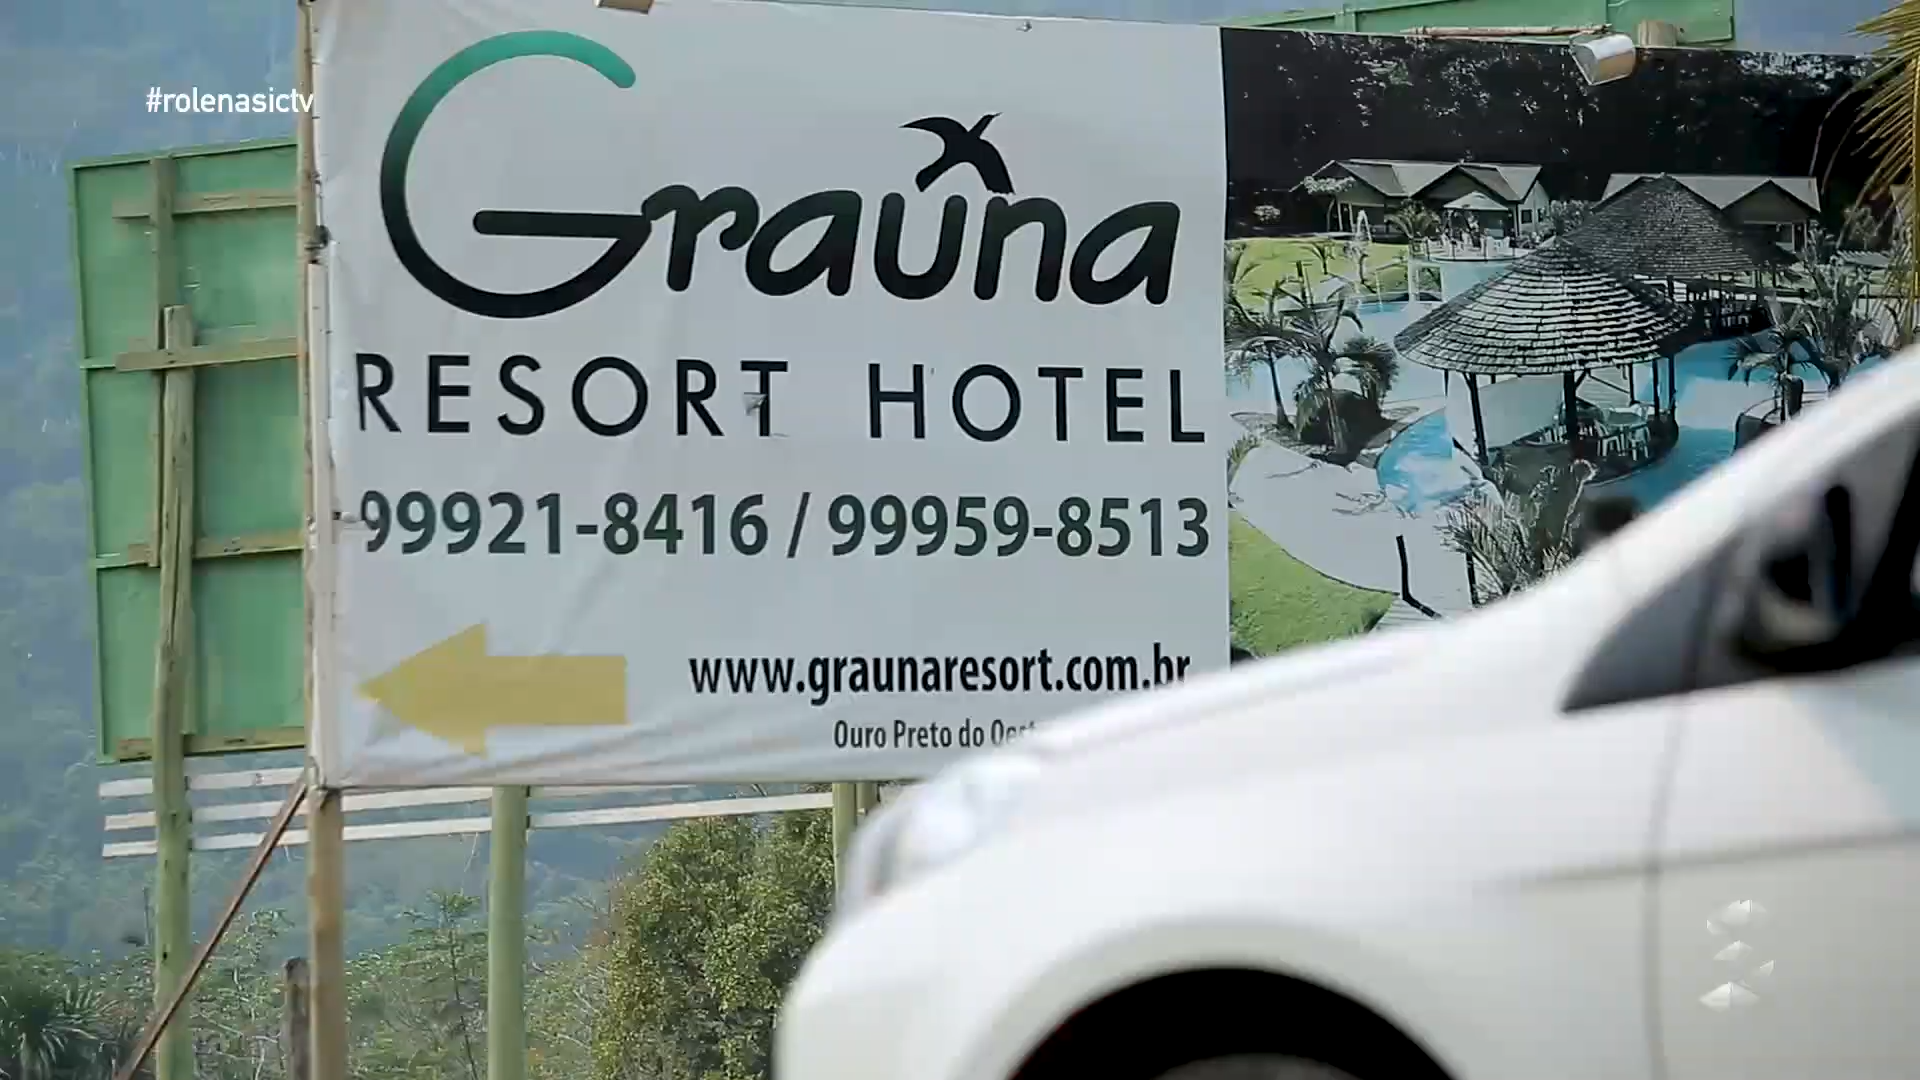 #rolenasictv
Graúna
RESORT HOTEL
99921-8416 / 99959-8513
www.graunaresort.com.br
Ouro Preto do